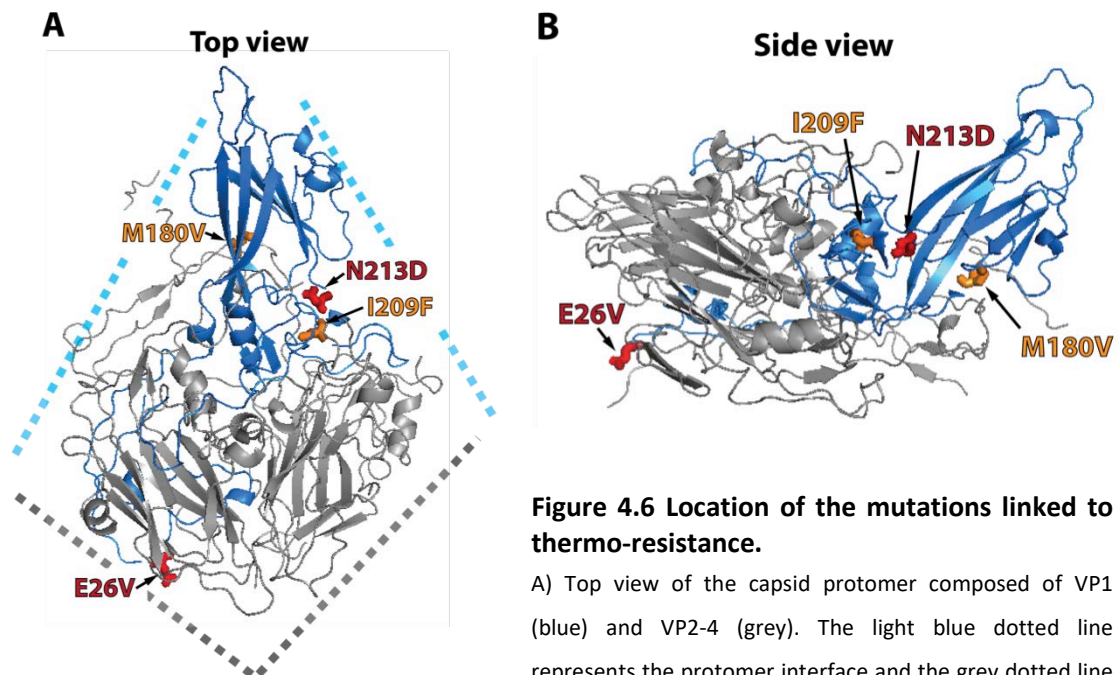 A
Top view
M180V
N213D
I209F
E26V
B
Side view
I209F
N213D
E26V
M180V
Figure 4.6 Location of the mutations linked to
thermo-resistance.
A) Top view of the capsid protomer composed of VP1
(blue) and VP2-4 (grey). The light blue dotted line
represents the protomer interface and the grey dotted line